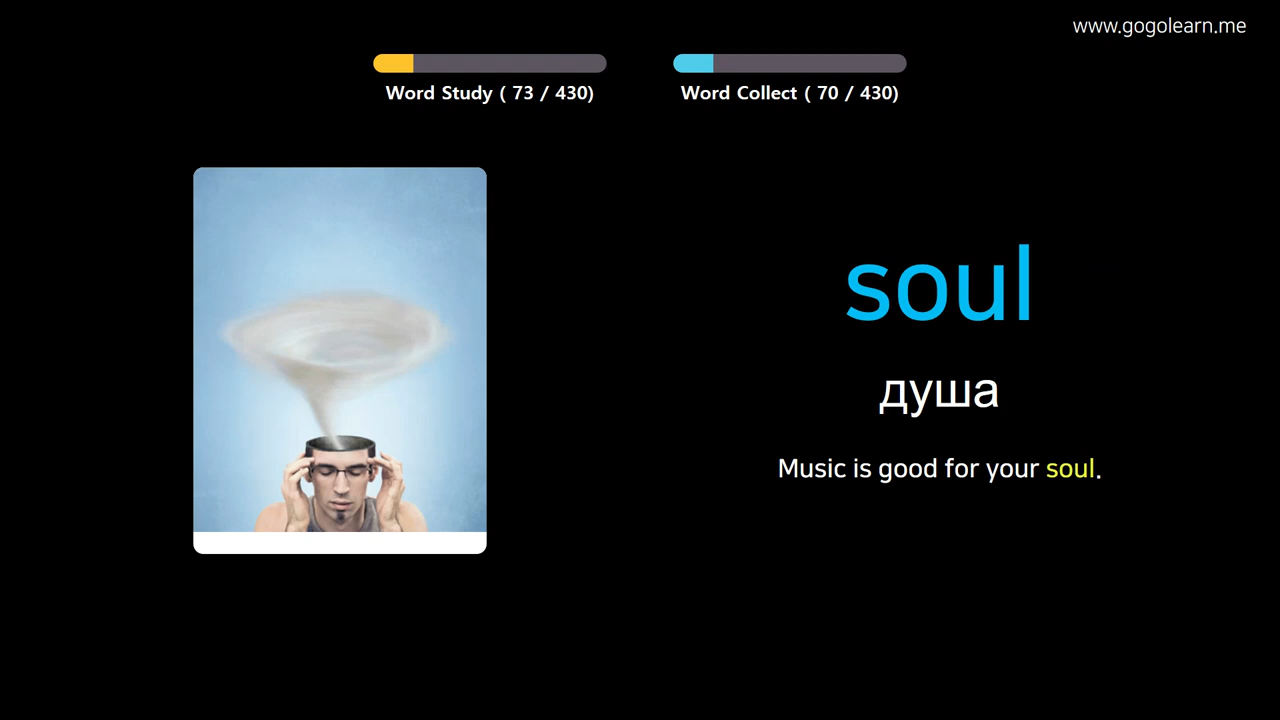 www.gogolearn.me
Word Study ( 73 / 430)
Word Collect ( 70 / 430)
soul
душа
Music is good for your soul.